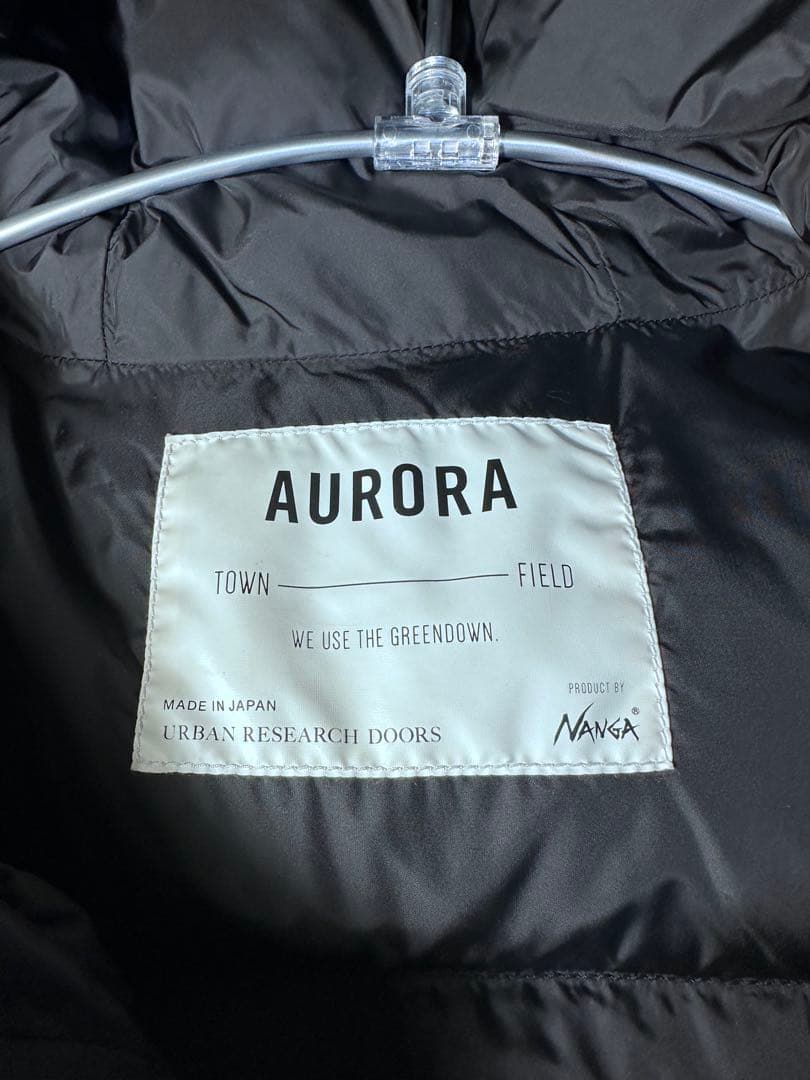 AURORA
TOWN FIELD
WE USE THE GREENDOWN.
PRODUCT BY
MADE IN JAPAN
URBAN RESEARCH DOORS
NANGA®